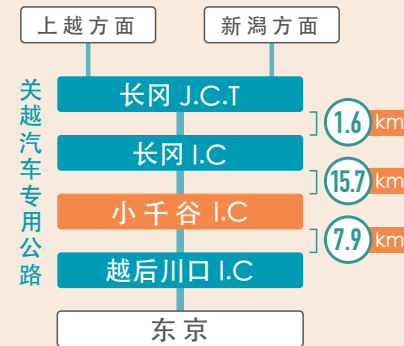 上越方面
新潟方面
关越汽车专用公路
长冈 J.C.T
1.6 km
长冈 I.C
15.7 km
小千谷 I.C
7.9 km
越后川口 I.C
东京